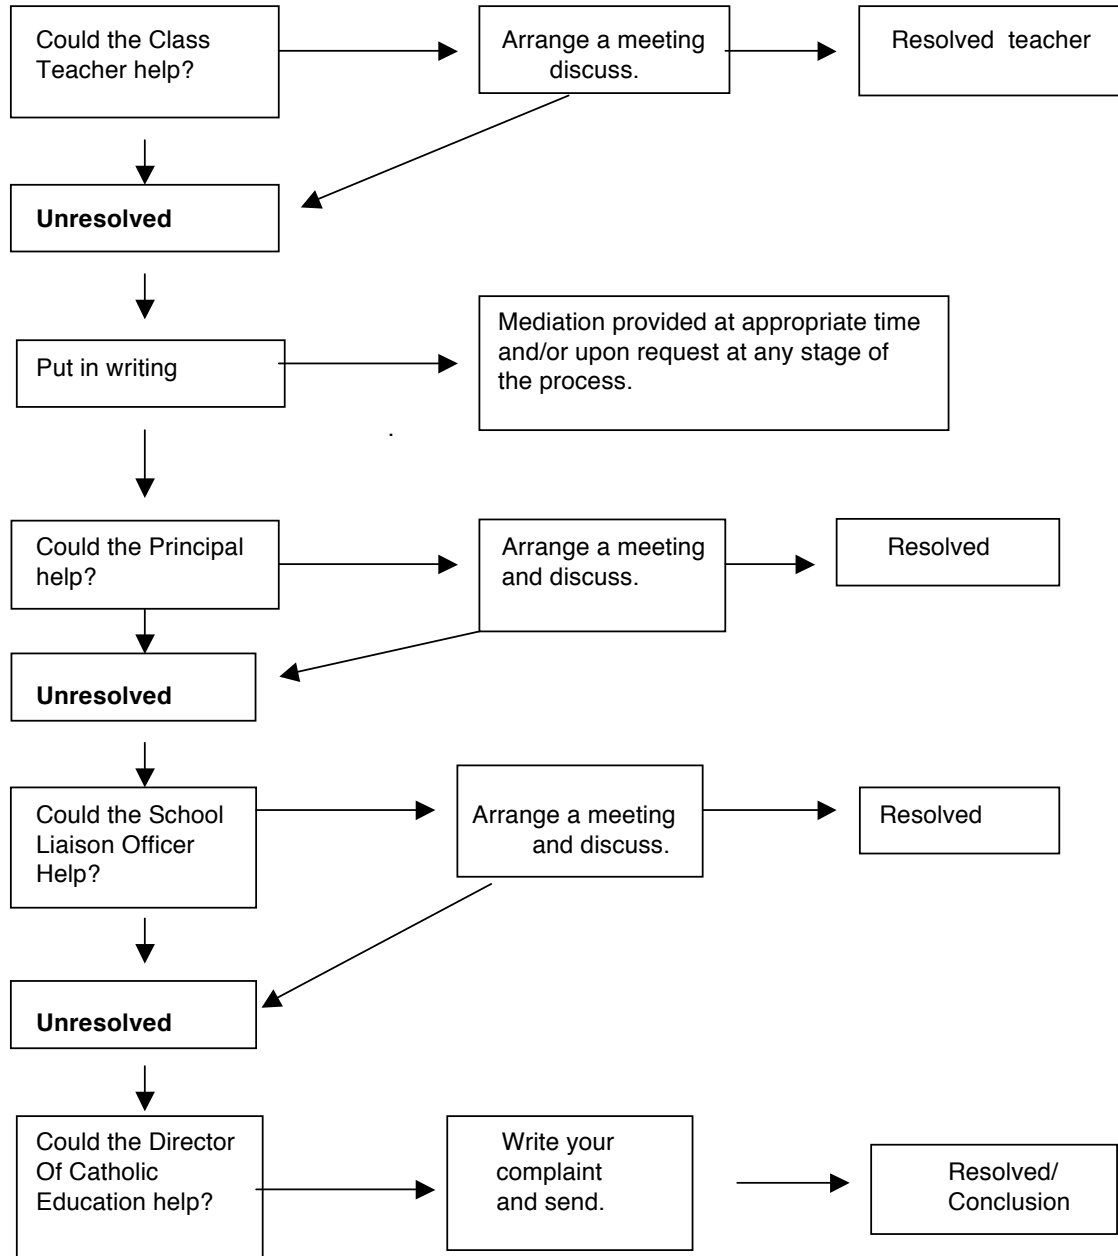 Could the Class
Teacher help?
Arrange a meeting
discuss.
Resolved teacher
Unresolved
Put in writing
Mediation provided at appropriate time
and/or upon request at any stage of
the process.
.
Could the Principal
help?
Arrange a meeting
and discuss.
Resolved
Unresolved
Could the School
Liaison Officer
Help?
Arrange a meeting
and discuss.
Resolved
Unresolved
Could the Director
Of Catholic
Education help?
Write your
complaint
and send.
Resolved/
Conclusion